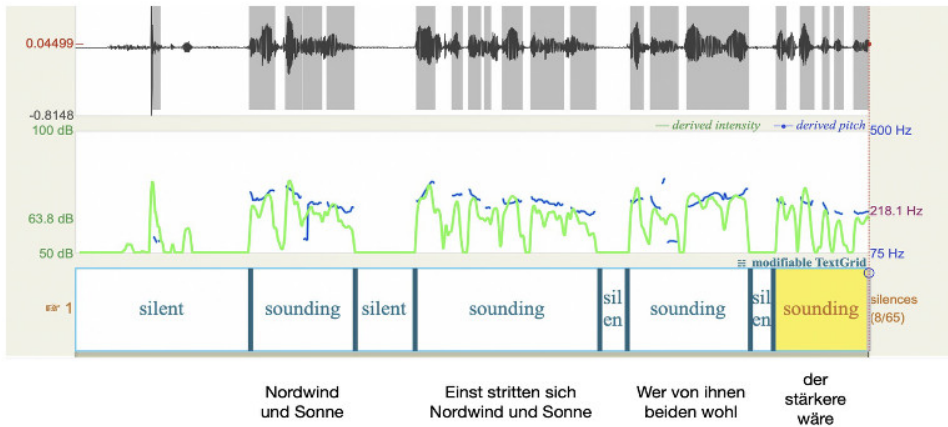 0.04499
-0.8148
100 dB
derived intensity
derived pitch
500 Hz
63.8 dB
218.1 Hz
50 dB
75 Hz
modifiable TextGrid
1
silent
sounding
silent
sounding
sil
en
sounding
sil
en
sounding
silences
(8/65)
Nordwind
und Sonne
Einst stritten sich
Nordwind und Sonne
Wer von ihnen
beiden wohl
der
stärkere
wäre